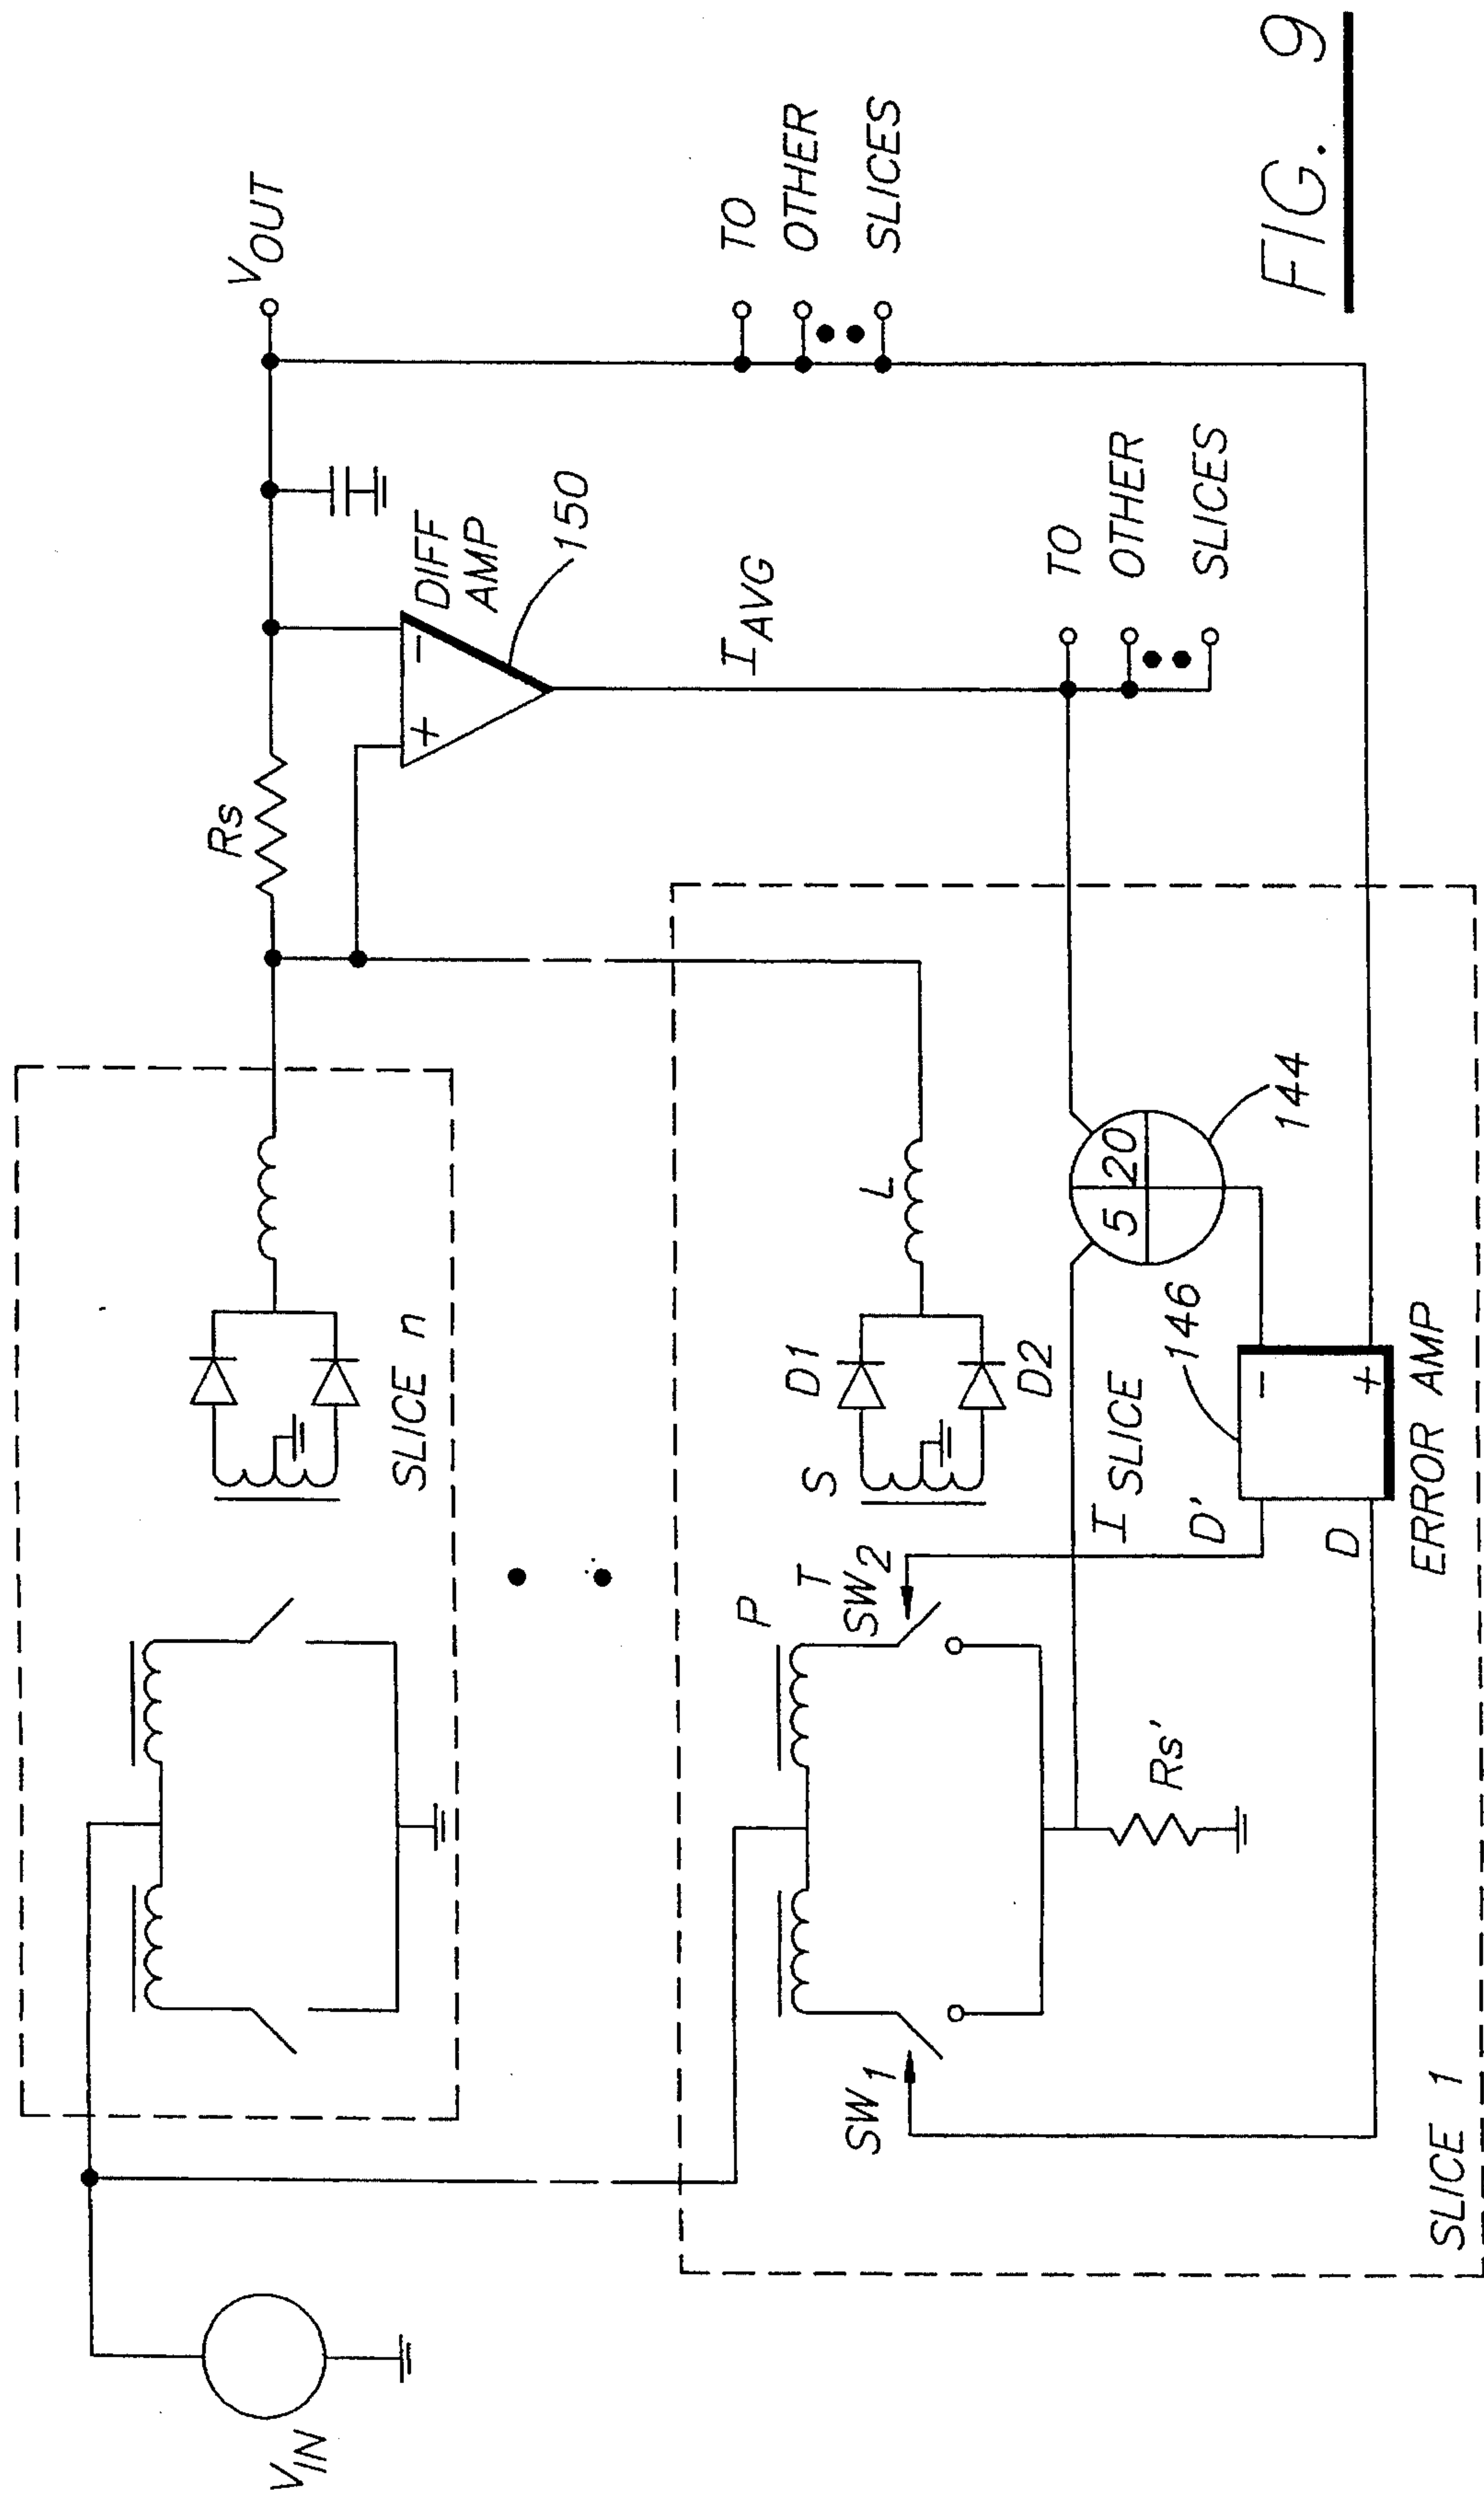 VIN
SLICE n
Rs
VOUT
DIFF
AMP
150
IAVG
TO
OTHER
SLICES
TO
OTHER
SLICES
P
T
S
D1
D2
L
SW1
SW2
Rs'
I SLICE
5
20
144
146
D'
D
-
+
+
-
ERROR AMP
SLICE 1
FIG. 9